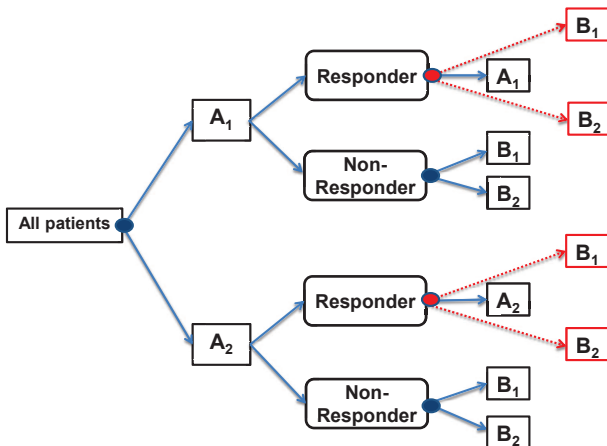 B₁
Responder
A₁
A₁
B₂
Non-
Responder
B₁
B₂
All patients
B₁
Responder
A₂
A₂
B₂
Non-
Responder
B₁
B₂